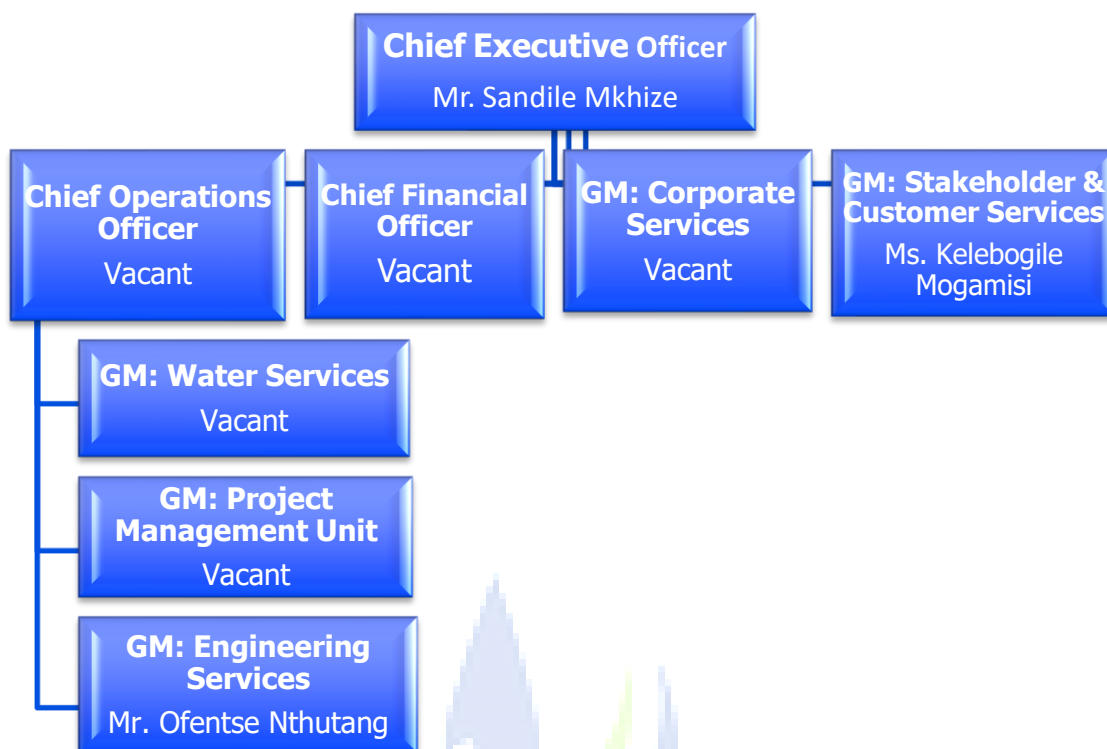 Chief Executive Officer
Mr. Sandile Mkhize
Chief Operations
Officer
Vacant
Chief Financial
Officer
Vacant
GM: Corporate
Services
Vacant
GM: Stakeholder &
Customer Services
Ms. Kelebogile
Mogamisi
GM: Water Services
Vacant
GM: Project
Management Unit
Vacant
GM: Engineering
Services
Mr. Ofentse Nthutang